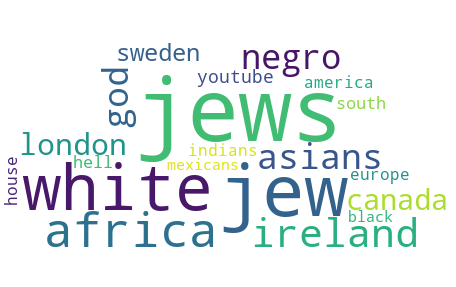 sweden
negro
god
youtube
america
jews
south
london
indians
asians
hell
mexicans
house
white
jew
europe
canada
africa
black
ireland